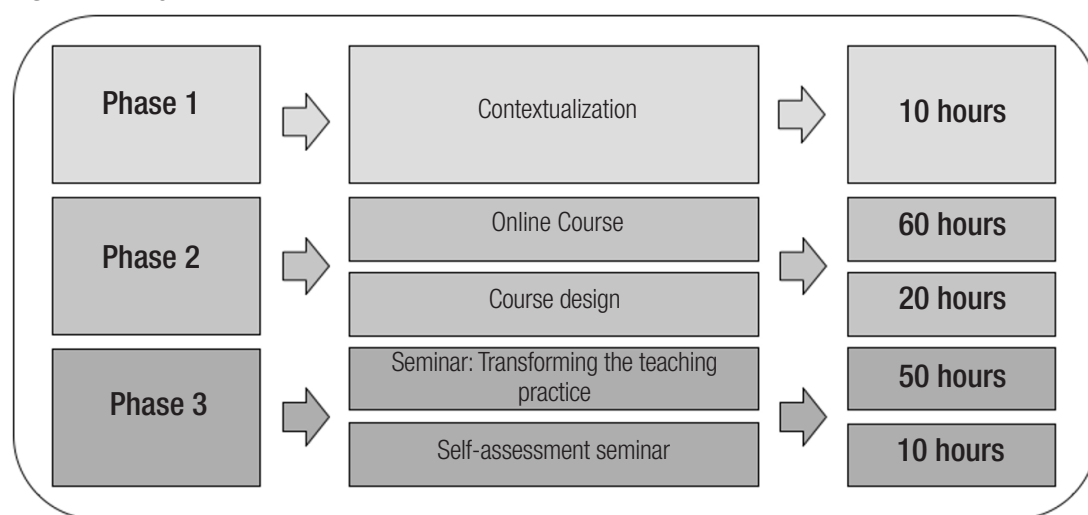 Phase 1
Contextualization
10 hours
Phase 2
Online Course
60 hours
Course design
20 hours
Phase 3
Seminar: Transforming the teaching
practice
50 hours
Self-assessment seminar
10 hours